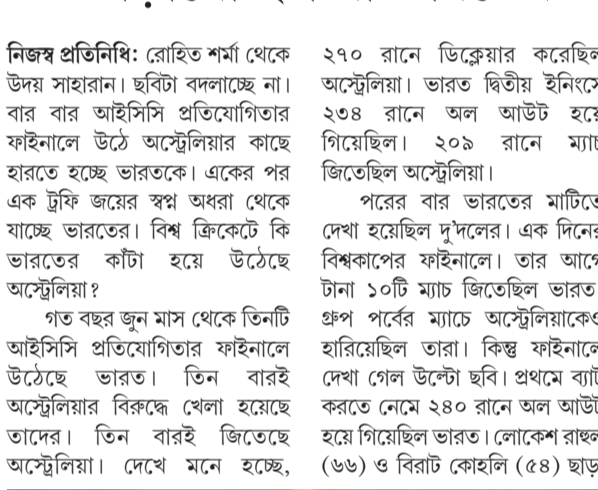 নিজস্ব প্রতিনিধি: রোহিত শর্মা থেকে
উদয় সাহারান। ছবিটা বদলাচ্ছে না।
বার বার আইসিসি প্রতিযোগিতার
ফাইনালে উঠে অস্ট্রেলিয়ার কাছে
হারতে হচ্ছে ভারতকে। একের পর
এক ট্রফি জয়ের স্বপ্ন অধরা থেকে
যাচ্ছে ভারতের। বিশ্ব ক্রিকেটে কি
ভারতের কাঁটা হয়ে উঠেছে
অস্ট্রেলিয়া?
গত বছর জুন মাস থেকে তিনটি
আইসিসি প্রতিযোগিতার ফাইনালে
উঠেছে ভারত। তিন বারই
অস্ট্রেলিয়ার বিরুদ্ধে খেলা হয়েছে
তাদের। তিন বারই জিতেছে
অস্ট্রেলিয়া। দেখে মনে হচ্ছে,
২৭০ রানে ডিক্লেয়ার করেছিল
অস্ট্রেলিয়া। ভারত দ্বিতীয় ইনিংসে
২৩৪ রানে অল আউট হয়ে
গিয়েছিল। ২০৯ রানে ম্যাচ
জিতেছিল অস্ট্রেলিয়া।
পরের বার ভারতের মাটিতে
দেখা হয়েছিল দু'দলের। এক দিনের
বিশ্বকাপের ফাইনালে। তার আগে
টানা ১০টি ম্যাচ জিতেছিল ভারত
গ্রুপ পর্বের ম্যাচে অস্ট্রেলিয়াকেও
হারিয়েছিল তারা। কিন্তু ফাইনালে
দেখা গেল উল্টো ছবি। প্রথমে ব্যাট
করতে নেমে ২৪০ রানে অল আউট
হয়ে গিয়েছিল ভারত। লোকেশ রাহুল
(৬৬) ও বিরাট কোহলি (৫৪) ছাড়